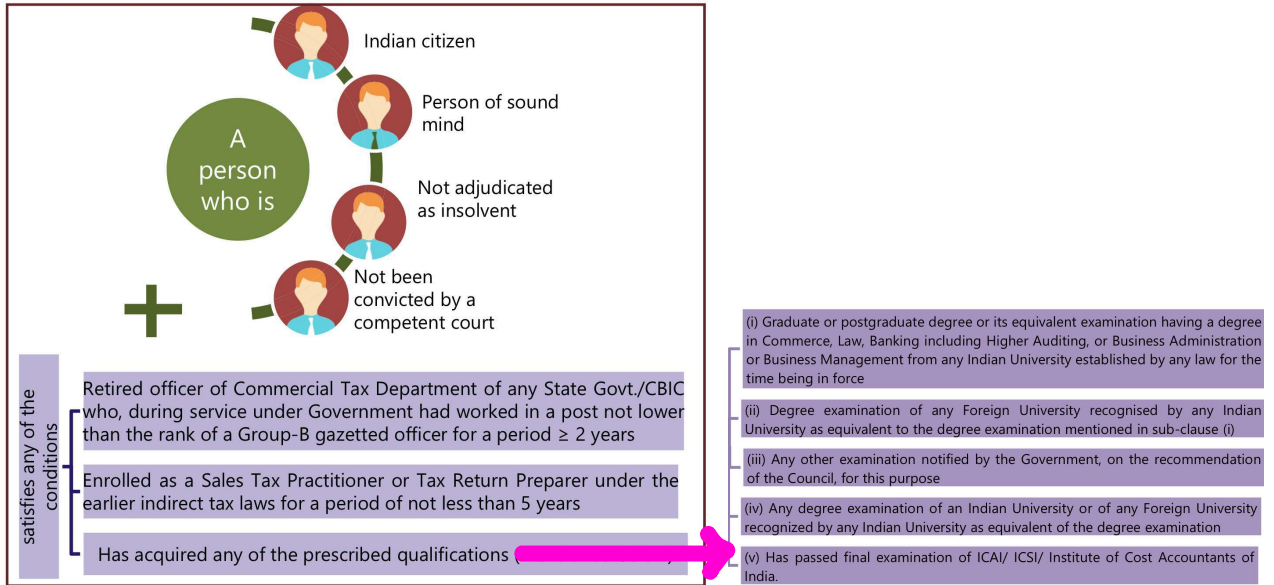 Indian citizen
Person of sound
mind
A
person
who is
Not adjudicated
as insolvent
Not been
convicted by a
competent court
satisfies any of the
conditions
Retired officer of Commercial Tax Department of any State Govt./CBIC
who, during service under Government had worked in a post not lower
than the rank of a Group-B gazetted officer for a period ≥ 2 years
Enrolled as a Sales Tax Practitioner or Tax Return Preparer under the
earlier indirect tax laws for a period of not less than 5 years
Has acquired any of the prescribed qualifications (
(i) Graduate or postgraduate degree or its equivalent examination having a degree
in Commerce, Law, Banking including Higher Auditing, or Business Administration
or Business Management from any Indian University established by any law for the
time being in force
(ii) Degree examination of any Foreign University recognised by any Indian
University as equivalent to the degree examination mentioned in sub-clause (i)
(iii) Any other examination notified by the Government, on the recommendation
of the Council, for this purpose
(iv) Any degree examination of an Indian University or of any Foreign University
recognized by any Indian University as equivalent of the degree examination
(v) Has passed final examination of ICAI/ ICSI/ Institute of Cost Accountants of
India.